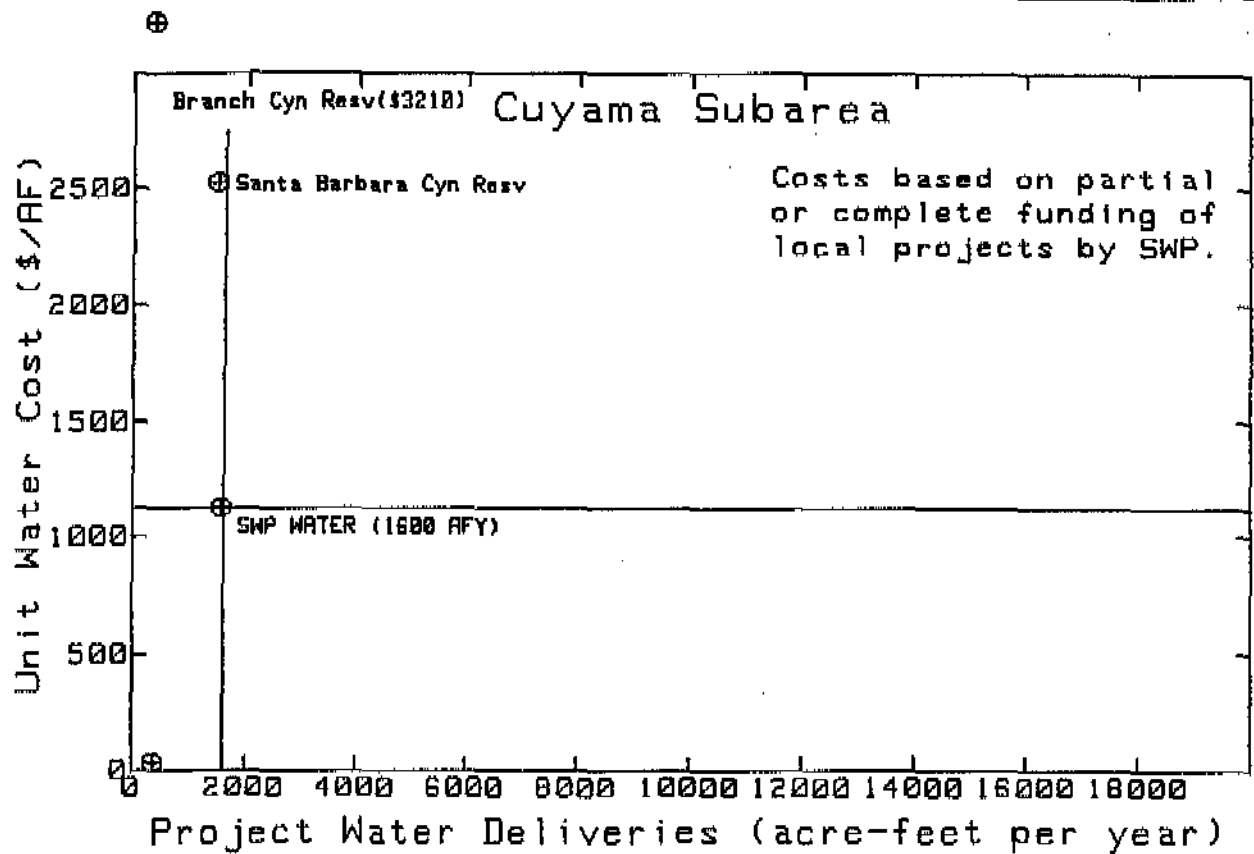 Branch Cyn Resv($3210)
Cuyama Subarea
Santa Barbara Cyn Resv
Costs based on partial
or complete funding of
local projects by SWP.
SWP WATER (1600 AFY)
Unit Water Cost ($/AF)
2500
2000
1500
1000
500
0
0 2000 4000 6000 8000 10000 12000 14000 16000 18000
Project Water Deliveries (acre-feet per year)